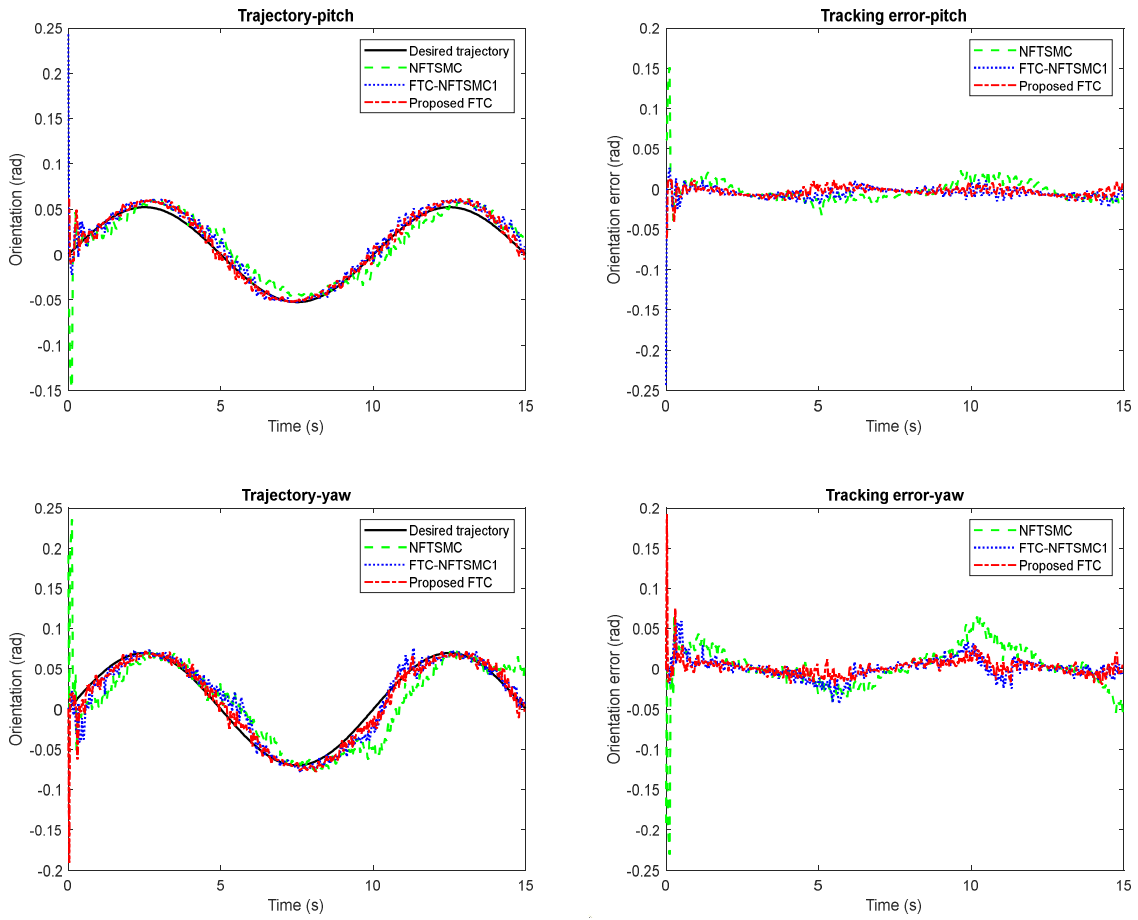 Trajectory-pitch
Orientation (rad)
0.25
0.2
0.15
0.1
0.05
0
-0.05
-0.1
-0.15
0
5
10
15
Time (s)
Desired trajectory
NFTSMC
FTC-NFTSMC1
Proposed FTC
Tracking error-pitch
Orientation error (rad)
0.2
0.15
0.1
0.05
0
-0.05
-0.1
-0.15
-0.2
-0.25
0
5
10
15
Time (s)
NFTSMC
FTC-NFTSMC1
Proposed FTC
Trajectory-yaw
Orientation (rad)
0.25
0.2
0.15
0.1
0.05
0
-0.05
-0.1
-0.15
-0.2
0
5
10
15
Time (s)
Desired trajectory
NFTSMC
FTC-NFTSMC1
Proposed FTC
Tracking error-yaw
Orientation error (rad)
0.2
0.15
0.1
0.05
0
-0.05
-0.1
-0.15
-0.2
-0.25
0
5
10
15
Time (s)
NFTSMC
FTC-NFTSMC1
Proposed FTC